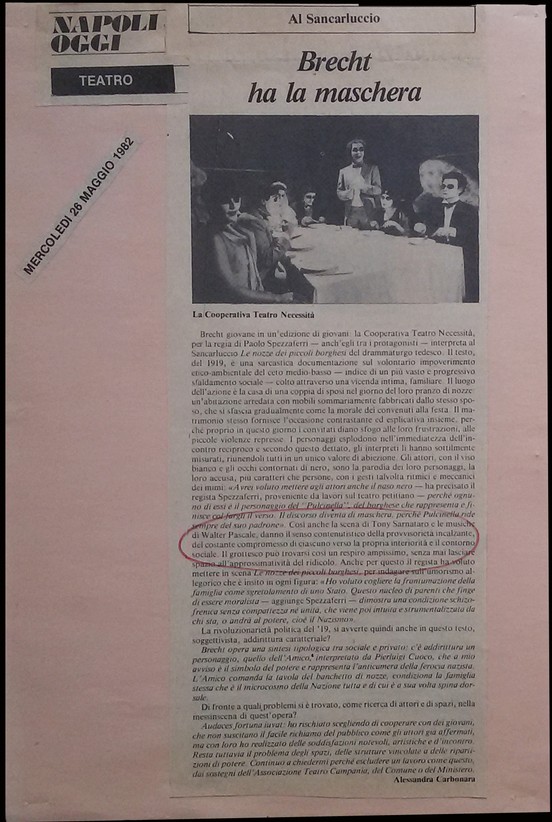 NAPOLI
OGGI
TEATRO
MERCOLEDÌ 26 MAGGIO 1982
Al Sancarluccio
Brecht
ha la maschera
La Cooperativa Teatro Necessità
Brecht giovane in un'edizione di giovani: la Cooperativa Teatro Necessità,
per la regia di Paolo Spezzaferri — anch'egli tra i protagonisti — interpreta al
Sancarluccio Le nozze dei piccoli borghesi del drammaturgo tedesco. Il testo,
del 1919, è una sarcastica documentazione sul volontario impoverimento
etico-ambientale del ceto medio-basso — indice di un più vasto e progressivo
sfaldamento sociale — colto attraverso una vicenda intima, familiare. Il luogo
dell'azione è la casa di una coppia di sposi nel giorno del loro pranzo di nozze:
un'abitazione arredata con mobili sommariamente fabbricati dallo stesso spo-
so, che si sfascia gradualmente come la morale dei convenuti alla festa. Il ma-
trimonio stesso fornisce l'occasione contrastante ed esplicativa insieme, per-
ché proprio in questo giorno i convitati diano sfogo alle loro frustrazioni, alle
piccole violenze represse. I personaggi esplodono nell'immediatezza dell'in-
contro reciproco e secondo questo dettato, gli interpreti li hanno sottilmente
misurati, riunendoli tutti in un unico valore di abiezione. Gli attori, con il viso
bianco e gli occhi contornati di nero, sono la parodia dei loro personaggi, la
loro accusa, più caratteri che persone, con i gesti talvolta ritmici e meccanici
dei mimi: «Avrei voluto mettere agli attori anche il naso nero — ha precisato il
regista Spezzaferri, proveniente da lavori sul teatro petitiano — perché ognu-
no di essi è il personaggio del "Pulcinella", del borghese che rappresenta e fi-
nisce col fargli il verso. Il discorso diventa di maschera, perché Pulcinella ride
sempre del suo padrone». Così anche la scena di Tony Sarnataro e le musiche
di Walter Pascale, danno il senso contenutistico della provvisorietà incalzante,
del costante compromesso di ciascuno verso la propria interiorità e il contorno
sociale. Il grottesco può trovarsi così un respiro ampissimo, senza mai lasciare
spazio all'approssimatività del ridicolo. Anche per questo il regista ha voluto
mettere in scena Le nozze dei piccoli borghesi, per indagare sull'umorismo al-
legorico che è insito in ogni figura: «Ho voluto cogliere la frantumazione della
famiglia come sgretolamento di uno Stato. Questo nucleo di parenti che finge
di essere moralista — aggiunge Spezzaferri — dimostra una condizione schizo-
frenica senza compattezza né unità, che viene poi intuita e strumentalizzata da
chi sta, o andrà al potere, cioè il Nazismo».
La rivoluzionarietà politica del '19, si avverte quindi anche in questo testo,
soggettivista, addirittura caratteriale?
Brecht opera una sintesi tipologica tra sociale e privato: c'è addirittura un
personaggio, quello dell'Amico, interpretato da Pierluigi Cuoco, che a mio
avviso è il simbolo del potere e rappresenta l'anticamera della ferocia nazista.
L'Amico comanda la tavola del banchetto di nozze, condiziona la famiglia
stessa che è il microcosmo della Nazione tutta e di cui è a sua volta spina dor-
sale.
Di fronte a quali problemi si è trovato, come ricerca di attori e di spazi, nella
messinscena di quest'opera?
Audaces fortuna iuvat: ho rischiato scegliendo di cooperare con dei giovani,
che non suscitano il facile richiamo del pubblico come gli attori già affermati,
ma con loro ho realizzato delle soddisfazioni notevoli, artistiche e d'incontro.
Resta tuttavia il problema degli spazi, delle strutture vincolate a delle riparti-
zioni di potere. Continuo a chiedermi perché escludere un lavoro come questo,
dai sostegni dell'Associazione Teatro Campania, del Comune o del Ministero.
Alessandra Carbonara